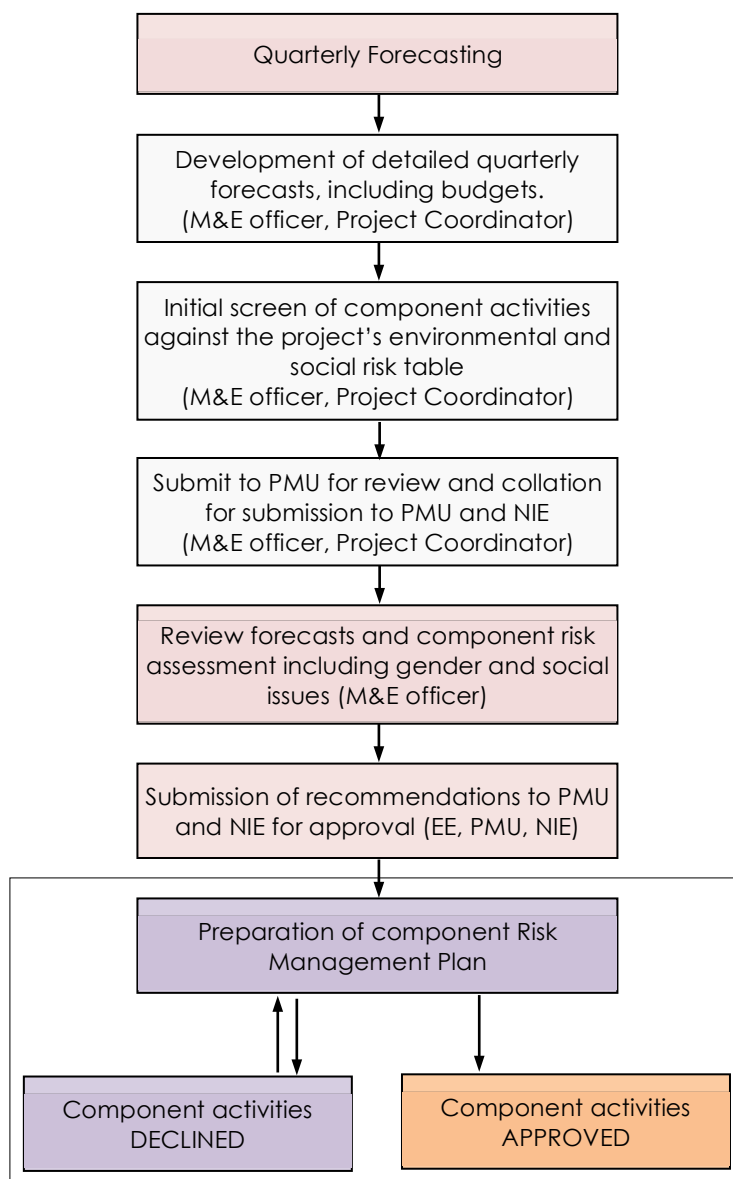 Quarterly Forecasting
Development of detailed quarterly
forecasts, including budgets.
(M&E officer, Project Coordinator)
Initial screen of component activities
against the project’s environmental and
social risk table
(M&E officer, Project Coordinator)
Submit to PMU for review and collation
for submission to PMU and NIE
(M&E officer, Project Coordinator)
Review forecasts and component risk
assessment including gender and social
issues (M&E officer)
Submission of recommendations to PMU
and NIE for approval (EE, PMU, NIE)
Preparation of component Risk
Management Plan
Component activities
DECLINED
Component activities
APPROVED